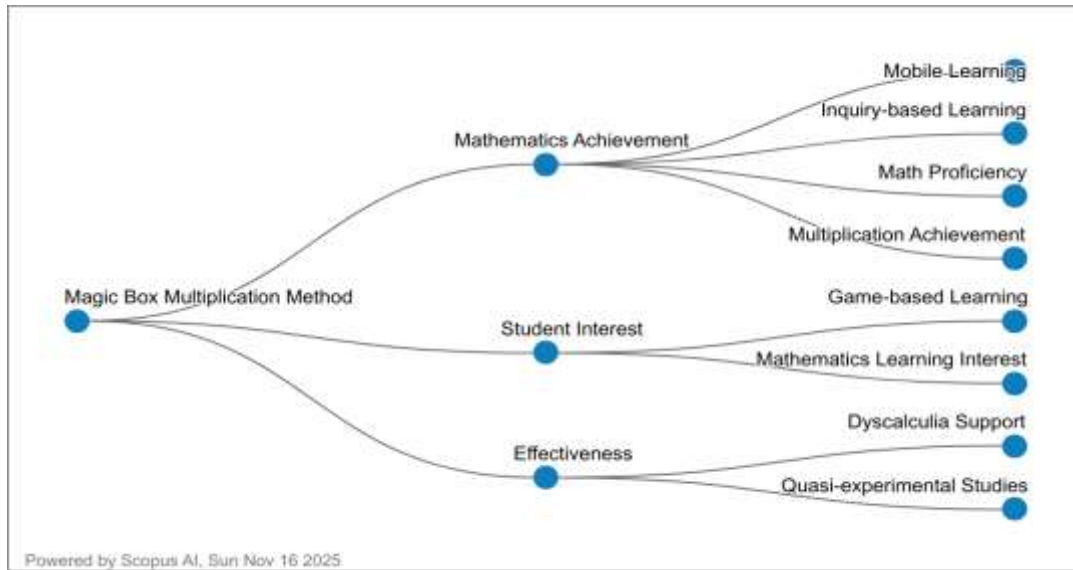 Mobile Learning
Inquiry-based Learning
Mathematics Achievement
Math Proficiency
Multiplication Achievement
Magic Box Multiplication Method
Game-based Learning
Student Interest
Mathematics Learning Interest
Dyscalculia Support
Effectiveness
Quasi-experimental Studies
Powered by Scopus AI, Sun Nov 16 2025